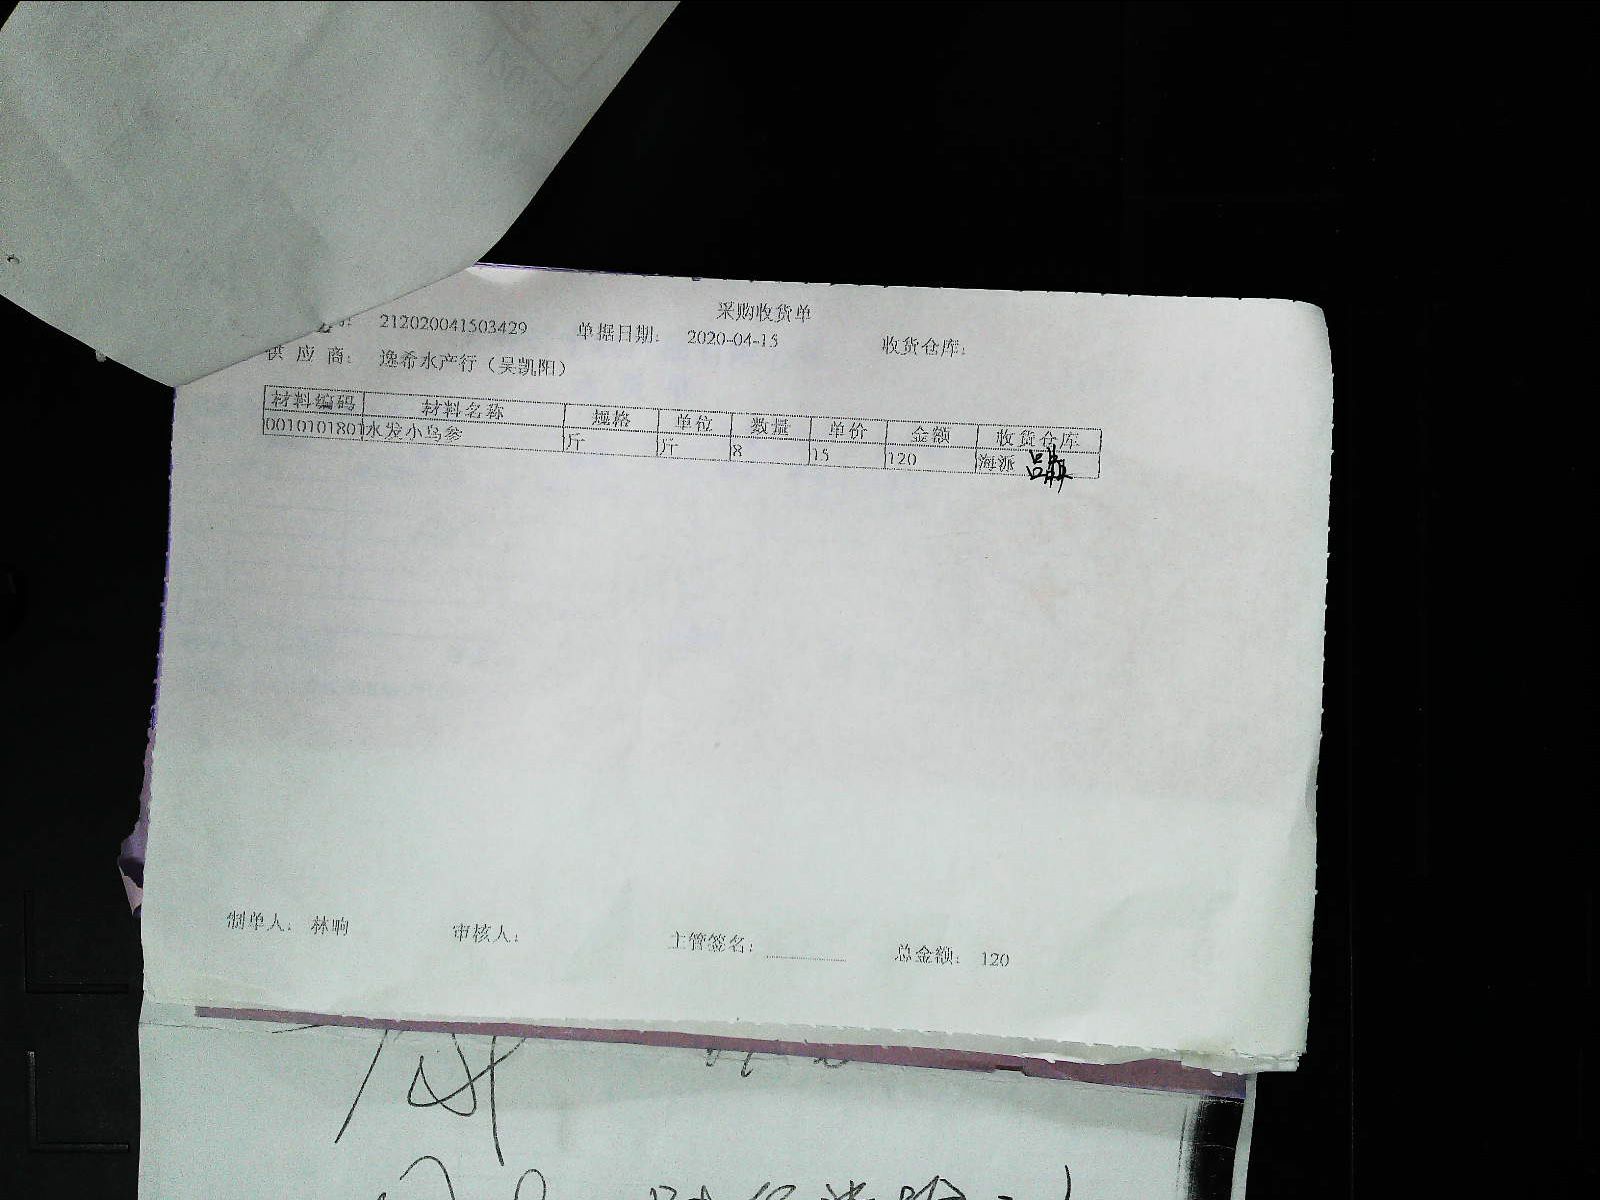 采购收货单
212020041503429 单据日期: 2020-04-15 收货仓库:
供 应 商: 逸希水产行（吴凯阳）
材料编码 材料名称 规格 单位 数量 单价 金额 收货仓库
0010101801 水发小乌参 斤 斤 8 15 120 海派
制单人: 林晌 审核人: 主管签名: 总金额: 120